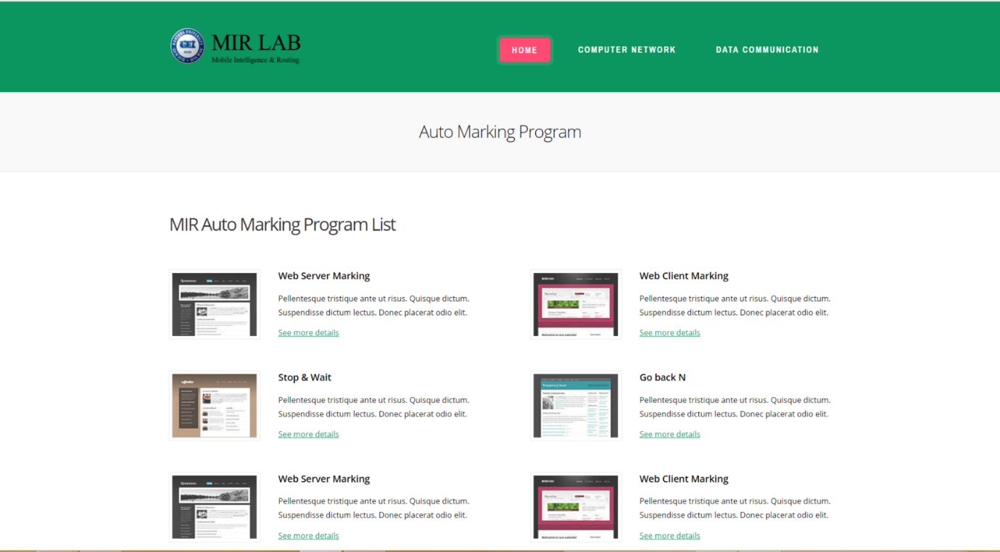 MIR LAB
Mobile Intelligence & Routing
HOME
COMPUTER NETWORK
DATA COMMUNICATION
Auto Marking Program
MIR Auto Marking Program List
Web Server Marking
Pellentesque tristique ante ut risus. Quisque dictum.
Suspendisse dictum lectus. Donec placerat odio elit.
See more details
Web Client Marking
Pellentesque tristique ante ut risus. Quisque dictum.
Suspendisse dictum lectus. Donec placerat odio elit.
See more details
Stop & Wait
Pellentesque tristique ante ut risus. Quisque dictum.
Suspendisse dictum lectus. Donec placerat odio elit.
See more details
Go back N
Pellentesque tristique ante ut risus. Quisque dictum.
Suspendisse dictum lectus. Donec placerat odio elit.
See more details
Web Server Marking
Pellentesque tristique ante ut risus. Quisque dictum.
Suspendisse dictum lectus. Donec placerat odio elit.
See more details
Web Client Marking
Pellentesque tristique ante ut risus. Quisque dictum.
Suspendisse dictum lectus. Donec placerat odio elit.
See more details